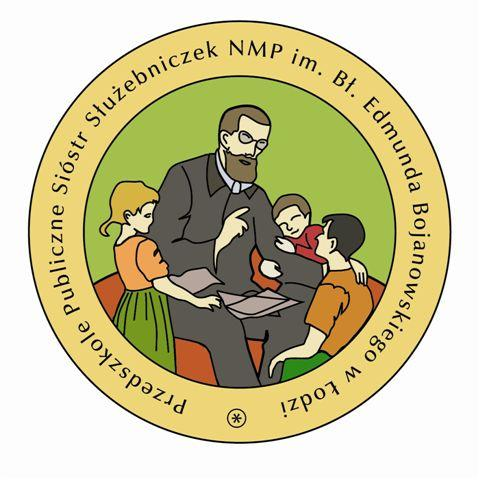 Przedszkole Publiczne Sióstr Służebniczek NMP im. Bł. Edmunda Bojanowskiego w Łodzi